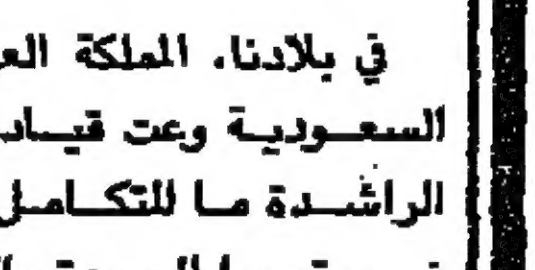 في بلادنا، المملكة
السعودية وعت
الراشدة ما للتكامل